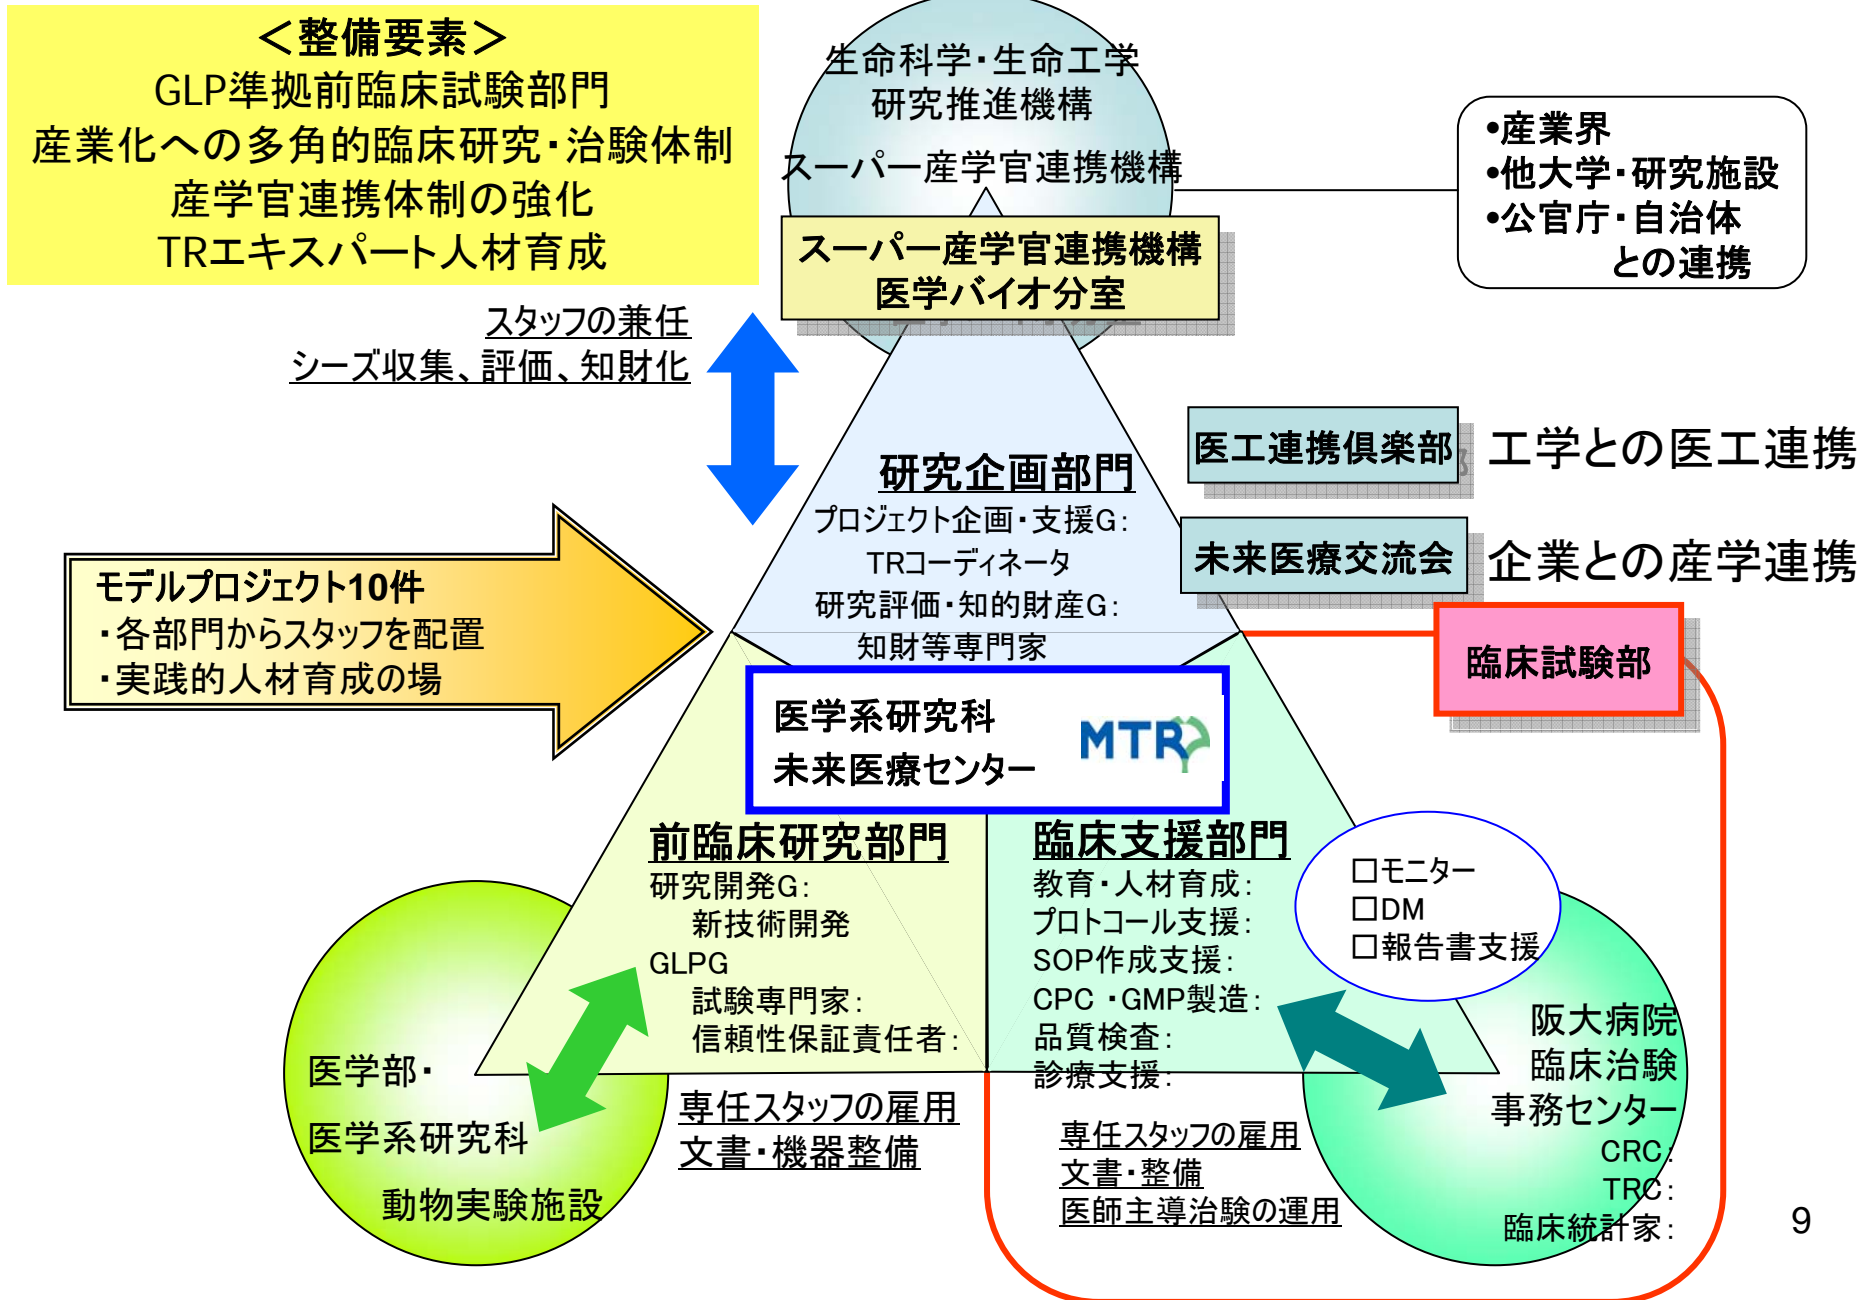 ＜整備要素＞
GLP準拠前臨床試験部門
産業化への多角的臨床研究・治験体制
産学官連携体制の強化
TRエキスパート人材育成
生命科学・生命工学
研究推進機構
スーパー産学官連携機構
スーパー産学官連携機構
医学バイオ分室
•産業界
•他大学・研究施設
•公官庁・自治体
との連携
スタッフの兼任
シーズ収集、評価、知財化
医工連携倶楽部
工学との医工連携
未来医療交流会
企業との産学連携
臨床試験部
研究企画部門
プロジェクト企画・支援G：
TRコーディネータ
研究評価・知的財産G：
知財等専門家
モデルプロジェクト10件
・各部門からスタッフを配置
・実践的人材育成の場
医学系研究科
未来医療センター
MTR
前臨床研究部門
研究開発G：
新技術開発
GLPG
試験専門家：
信頼性保証責任者：
臨床支援部門
教育・人材育成：
プロトコール支援：
SOP作成支援：
CPC・GMP製造：
品質検査：
診療支援：
□モニター
□DM
□報告書支援
医学部・
医学系研究科
動物実験施設
専任スタッフの雇用
文書・機器整備
専任スタッフの雇用
文書・整備
医師主導治験の運用
阪大病院
臨床治験
事務センター
CRC：
TRC：
臨床統計家：
9